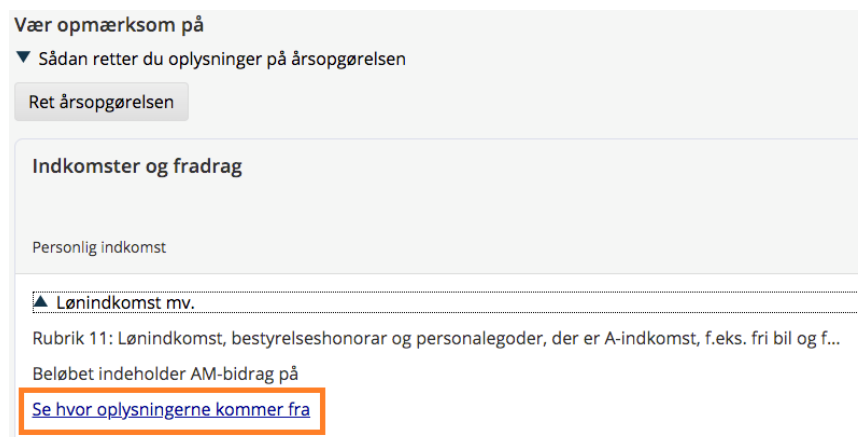 Vær opmærksom på
Sådan retter du oplysninger på årsopgørelsen
Ret årsopgørelsen
Indkomster og fradrag
Personlig indkomst
Lønindkomst mv.
Rubrik 11: Lønindkomst, bestyrelseshonorar og personalegoder, der er A-indkomst, f.eks. fri bil og f...
Beløbet indeholder AM-bidrag på
Se hvor oplysningerne kommer fra